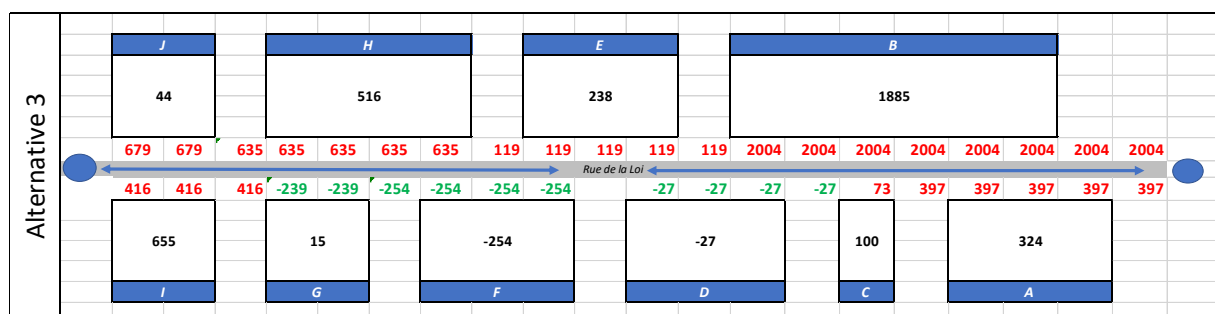 Alternative 3
J H E B
44 516 238 1885
679 679 635 635 635 635 635 119 119 119 119 119 2004 2004 2004 2004 2004 2004 2004 2004
Rue de la Loi
416 416 416 -239 -239 -254 -254 -254 -254 -27 -27 -27 -27 73 397 397 397 397 397
655 15 -254 -27 100 324
I G F D C A